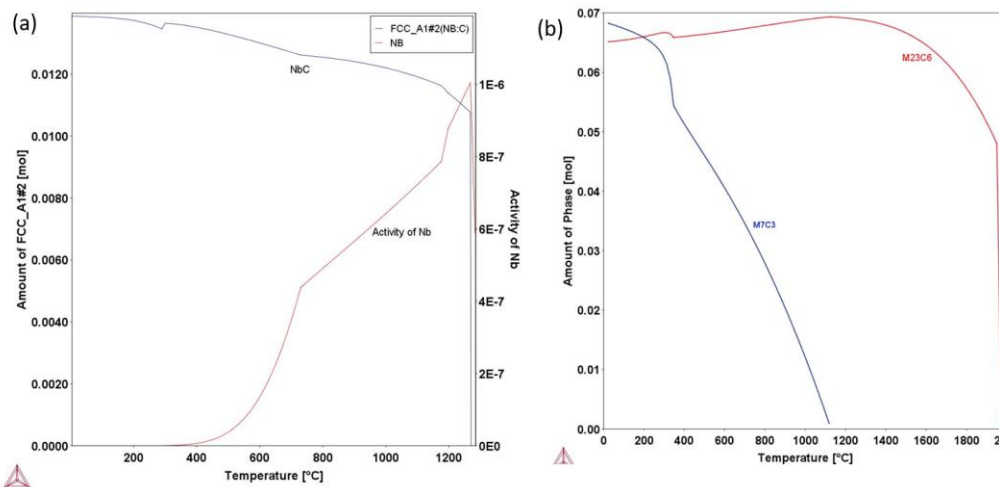 (a)
FCC_A1#2(NB:C)
NB
NbC
Activity of Nb
0.0120
0.0100
0.0080
0.0060
0.0040
0.0020
0.0000
Amount of FCC_A1#2 [mol]
1E-6
8E-7
6E-7
4E-7
2E-7
0E0
Activity of Nb
200
400
600
800
1000
1200
Temperature [°C]
(b)
0.07
0.06
0.05
0.04
0.03
0.02
0.01
0.00
Amount of Phase [mol]
M23C6
M7C3
0
200
400
800
1200
1400
1600
1800
Temperature [°C]